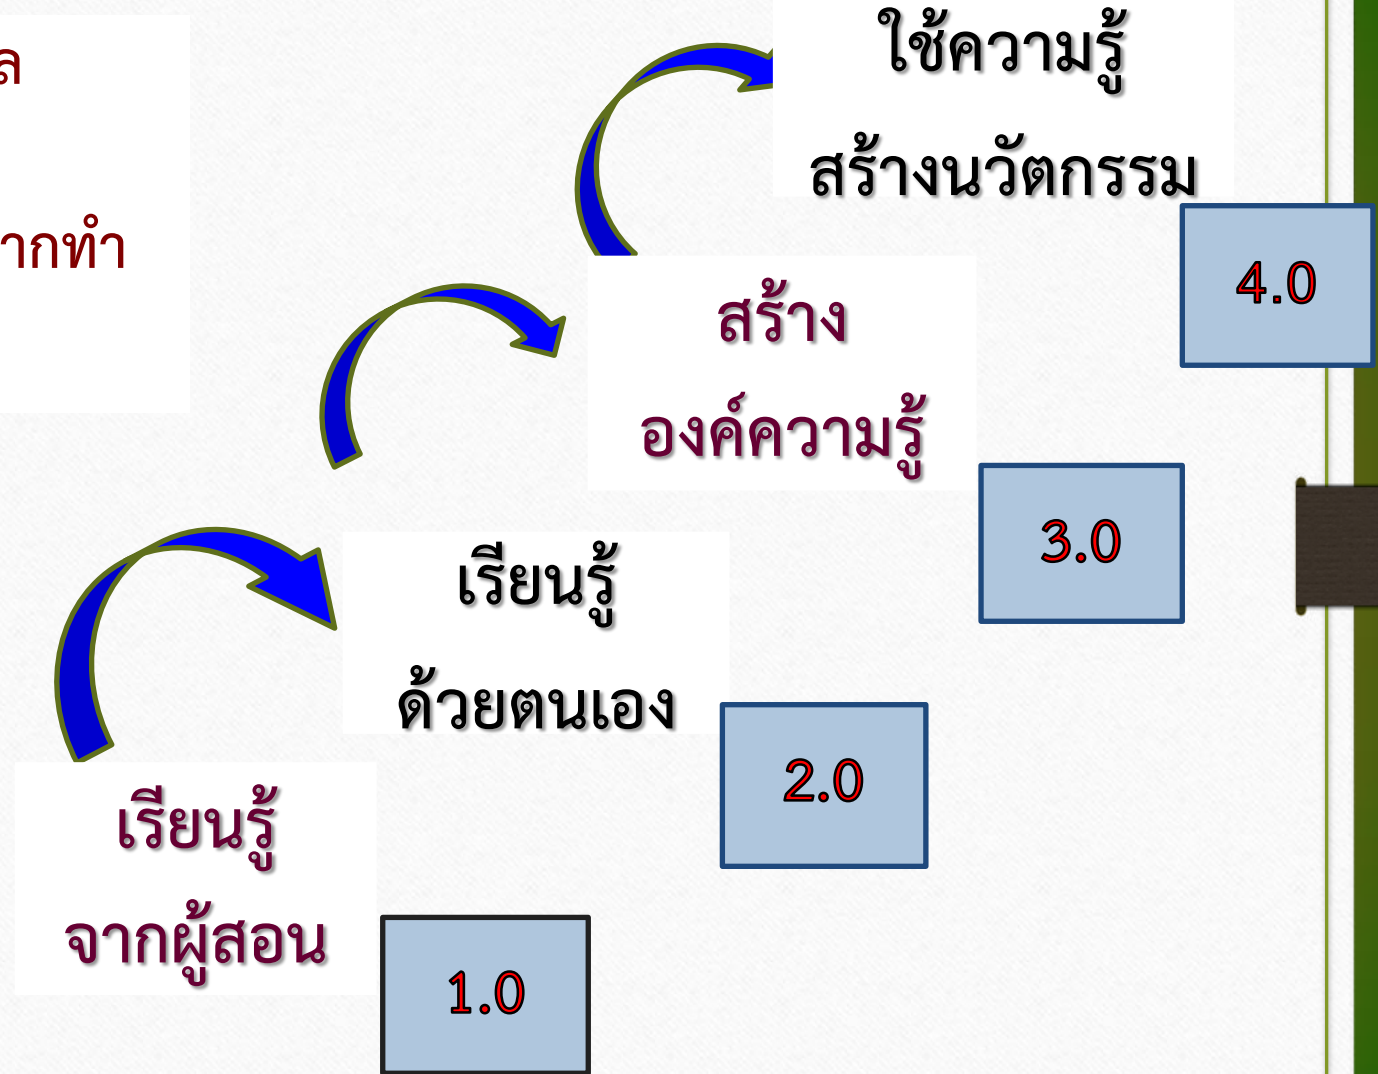 ใช้ความรู้
สร้างนวัตกรรม
4.0
สร้าง
องค์ความรู้
3.0
เรียนรู้
ด้วยตนเอง
2.0
เรียนรู้
จากผู้สอน
1.0